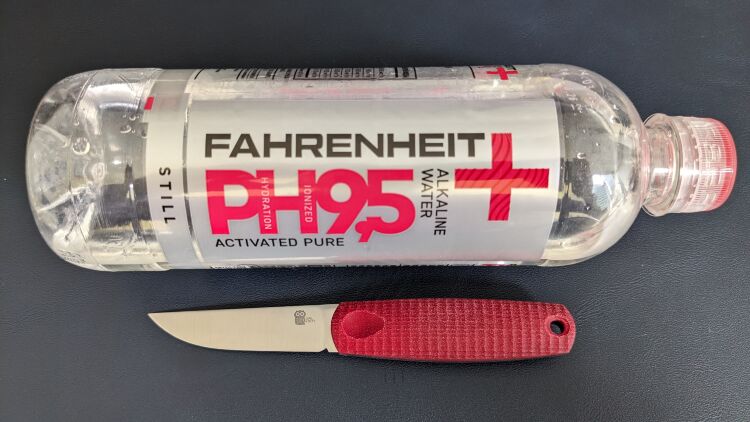 FAHRENHEIT
PH9,5
HYDRATION
IONIZED
ALKALINE
WATER
ACTIVATED PURE
STILL